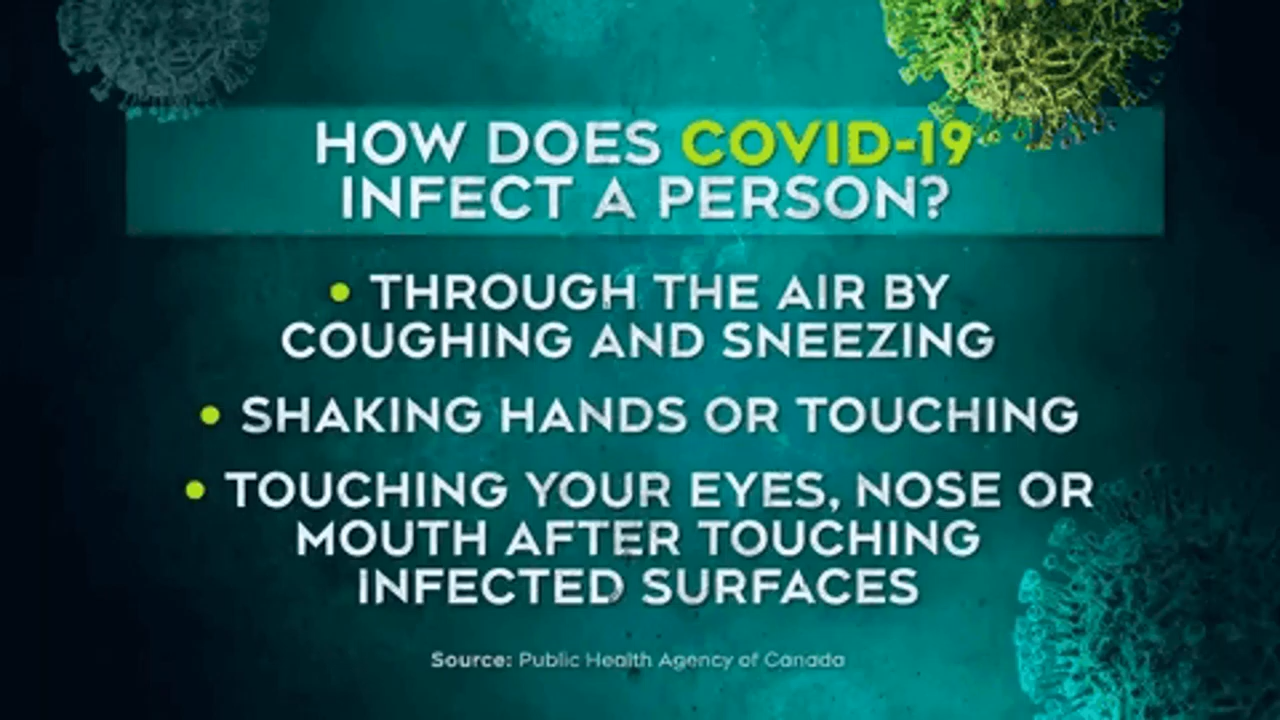 HOW DOES COVID-19
INFECT A PERSON?
• THROUGH THE AIR BY
COUGHING AND SNEEZING
• SHAKING HANDS OR TOUCHING
• TOUCHING YOUR EYES, NOSE OR
MOUTH AFTER TOUCHING
INFECTED SURFACES
Source: Public Health Agency of Canada